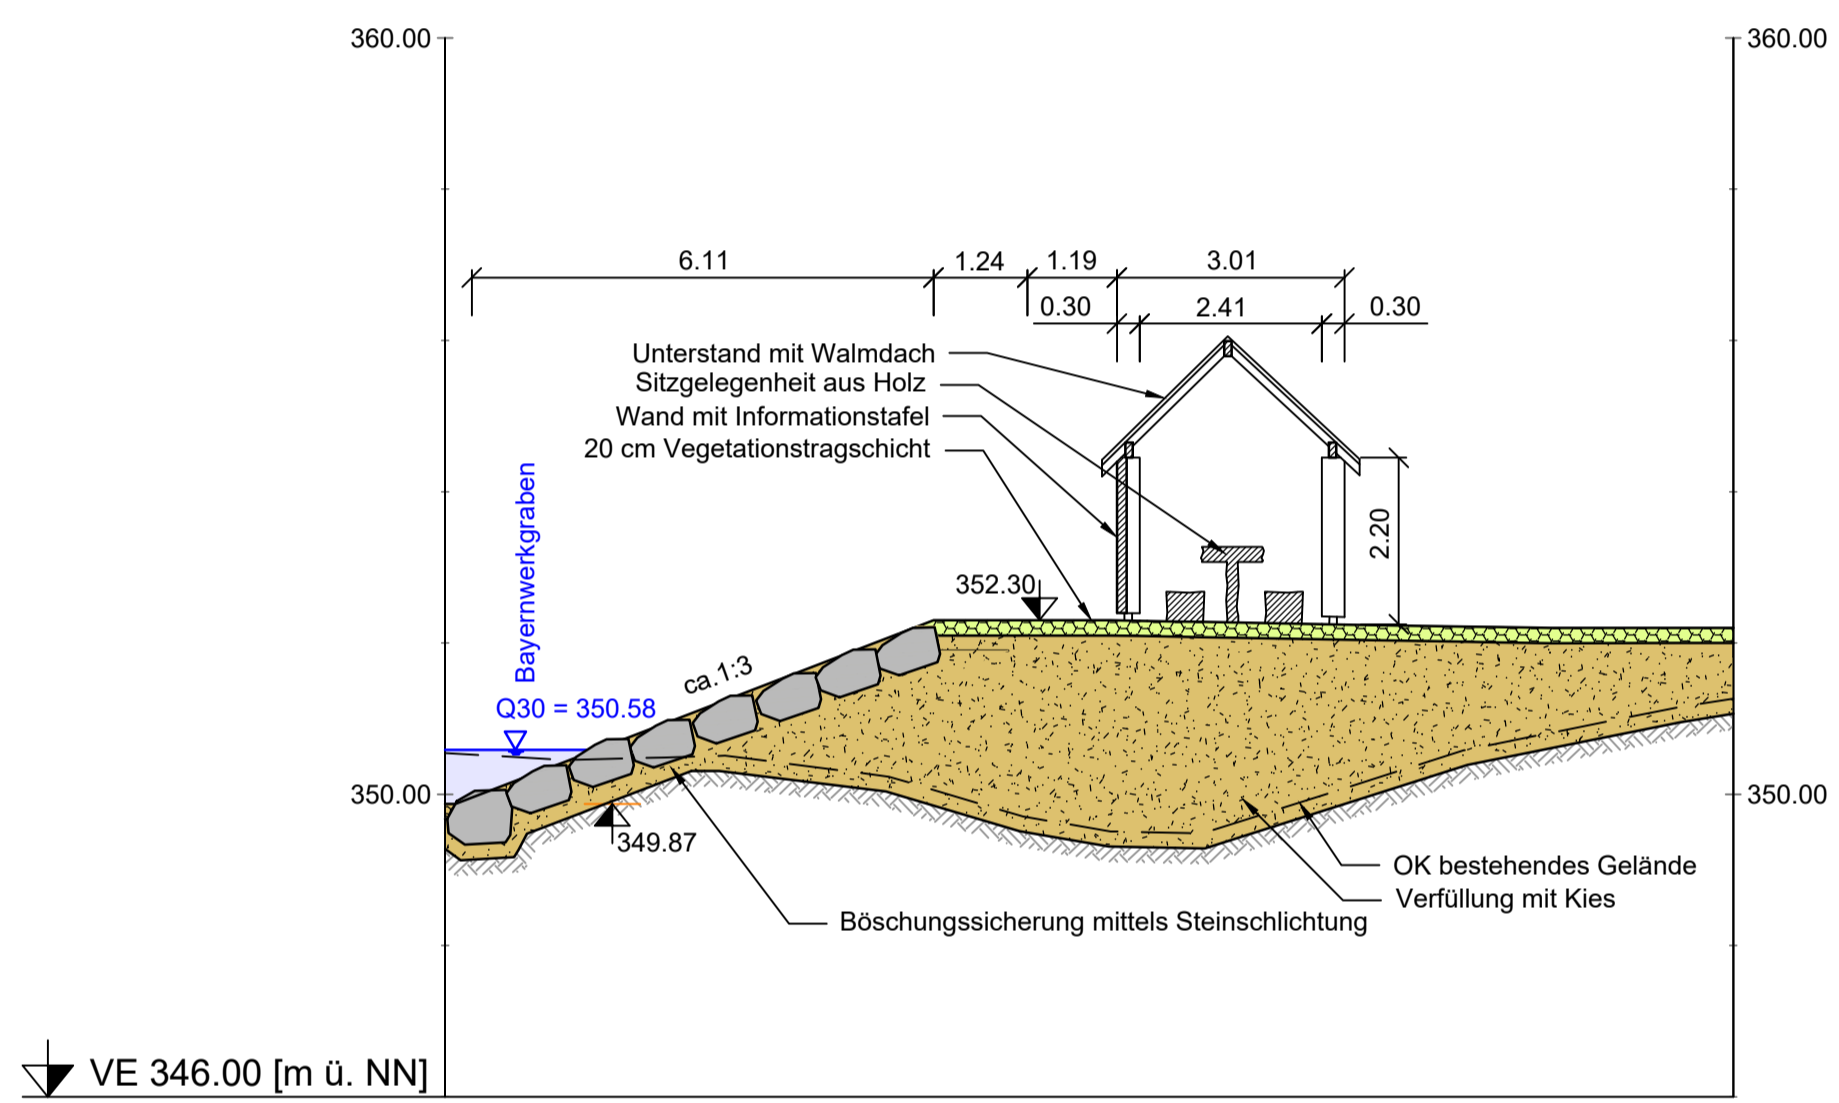 360.00
360.00
6.11
1.24
1.19
3.01
0.30
2.41
0.30
Unterstand mit Walmdach
Sitzgelegenheit aus Holz
Wand mit Informationstafel
20 cm Vegetationstragschicht
Bayernwerkgraben
2.20
352.30
ca.1:3
Q30 = 350.58
350.00
350.00
349.87
OK bestehendes Gelände
Verfüllung mit Kies
Böschungssicherung mittels Steinschlichtung
VE 346.00 [m ü. NN]